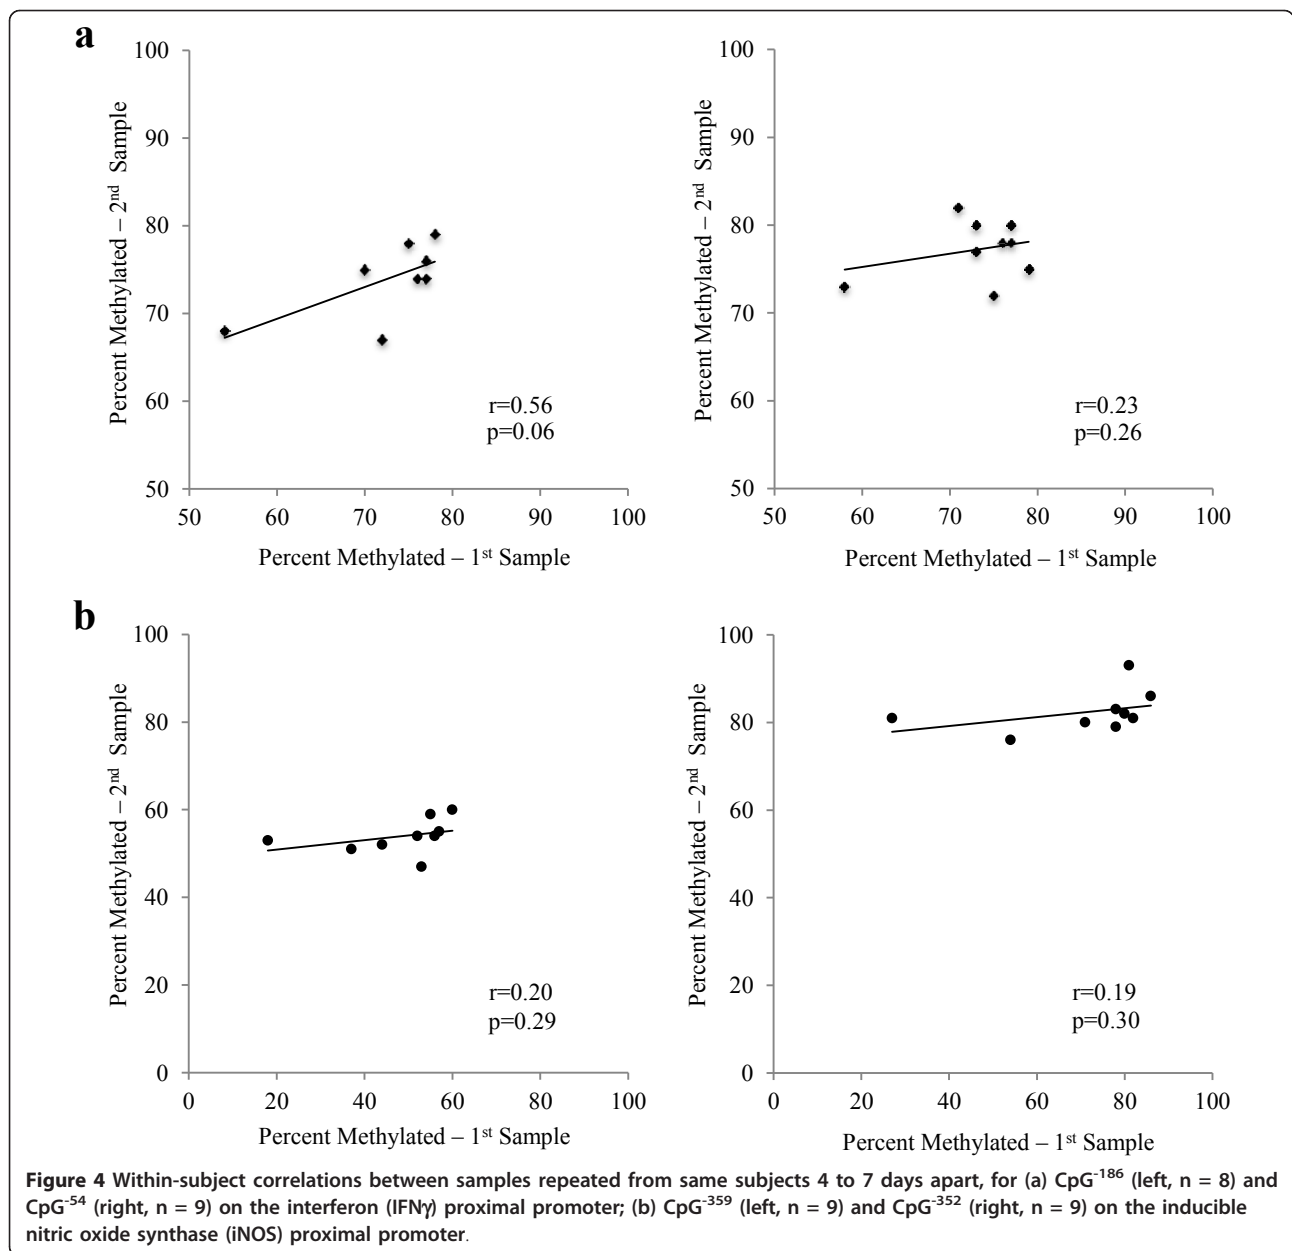 a
100
90
80
70
60
50
50 60 70 80 90 100
Percent Methylated – 2nd Sample
Percent Methylated – 1st Sample
r=0.56
p=0.06
100
90
80
70
60
50
50 60 70 80 90 100
Percent Methylated – 2nd Sample
Percent Methylated – 1st Sample
r=0.23
p=0.26
b
100
80
60
40
20
0
0 20 40 60 80 100
Percent Methylated – 2nd Sample
Percent Methylated – 1st Sample
r=0.20
p=0.29
100
80
60
40
20
0
0 20 40 60 80 100
Percent Methylated – 2nd Sample
Percent Methylated – 1st Sample
r=0.19
p=0.30
Figure 4 Within-subject correlations between samples repeated from same subjects 4 to 7 days apart, for (a) CpG-186 (left, n = 8) and
CpG-54 (right, n = 9) on the interferon (IFNγ) proximal promoter; (b) CpG-359 (left, n = 9) and CpG-352 (right, n = 9) on the inducible
nitric oxide synthase (iNOS) proximal promoter.